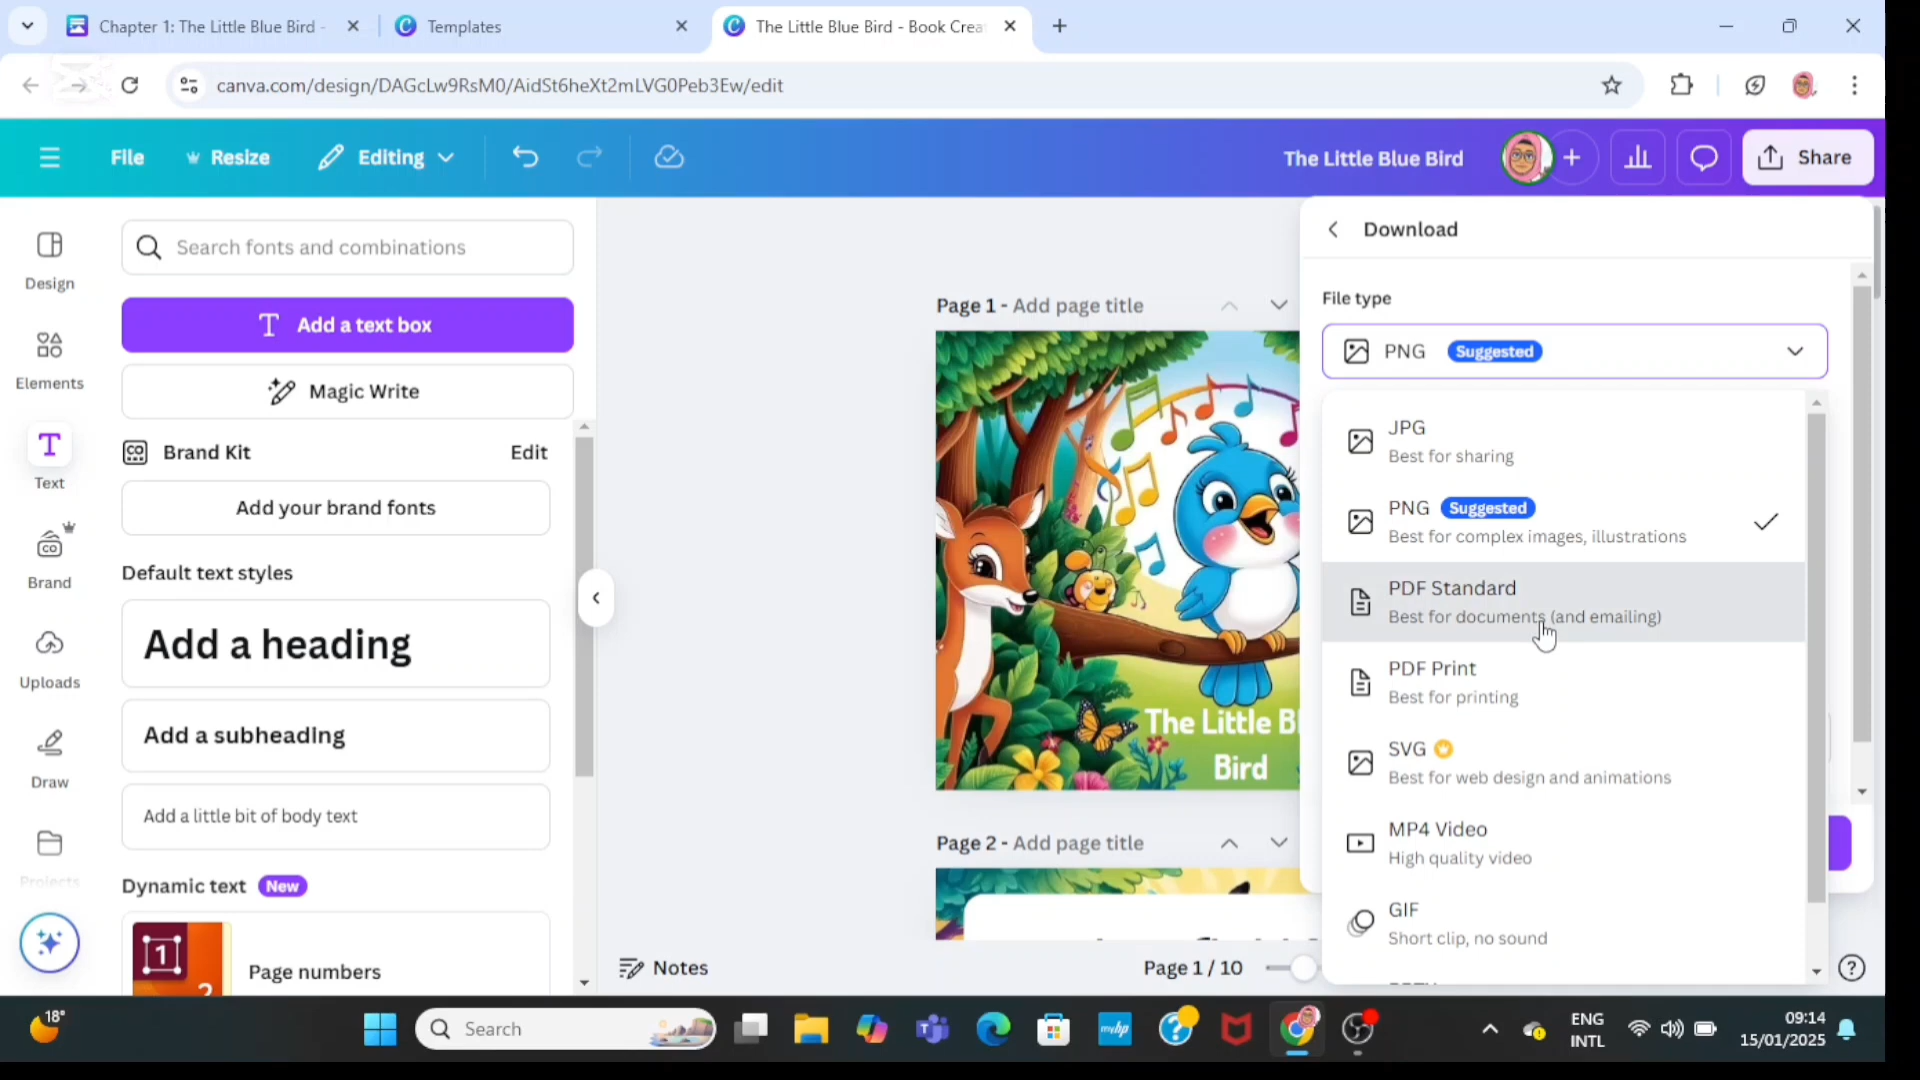 Chapter 1: The Little Blue Bird -
Templates
The Little Blue Bird - Book Crea
canva.com/design/DAGcLw9RsM0/AidSt6heXt2mLVG0Peb3Ew/edit
File
Resize
Editing
The Little Blue Bird
Share
Design
Elements
Text
Brand
Uploads
Draw
Projects
Search fonts and combinations
Add a text box
Magic Write
Brand Kit
Edit
Add your brand fonts
Default text styles
Add a heading
Add a subheading
Add a little bit of body text
Dynamic text New
1
2
Page numbers
Page 1 - Add page title
The Little Bl
Bird
Page 2 - Add page title
Notes
Page 1 / 10
Download
File type
PNG Suggested
JPG
Best for sharing
PNG Suggested
Best for complex images, illustrations
PDF Standard
Best for documents (and emailing)
PDF Print
Best for printing
SVG
Best for web design and animations
MP4 Video
High quality video
GIF
Short clip, no sound
18°
Search
myhp
ENG
INTL
09:14
15/01/2025